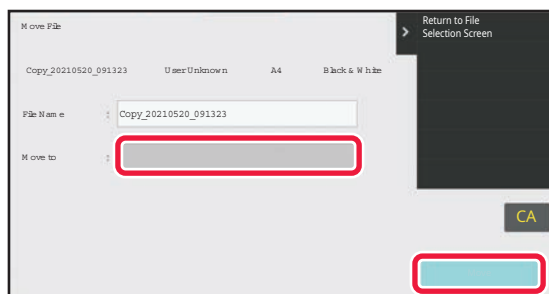 Move File
Return to File
Selection Screen
Copy_20210520_091323 User Unknown A4 Black & White
File Name : Copy_20210520_091323
Move to :
CA